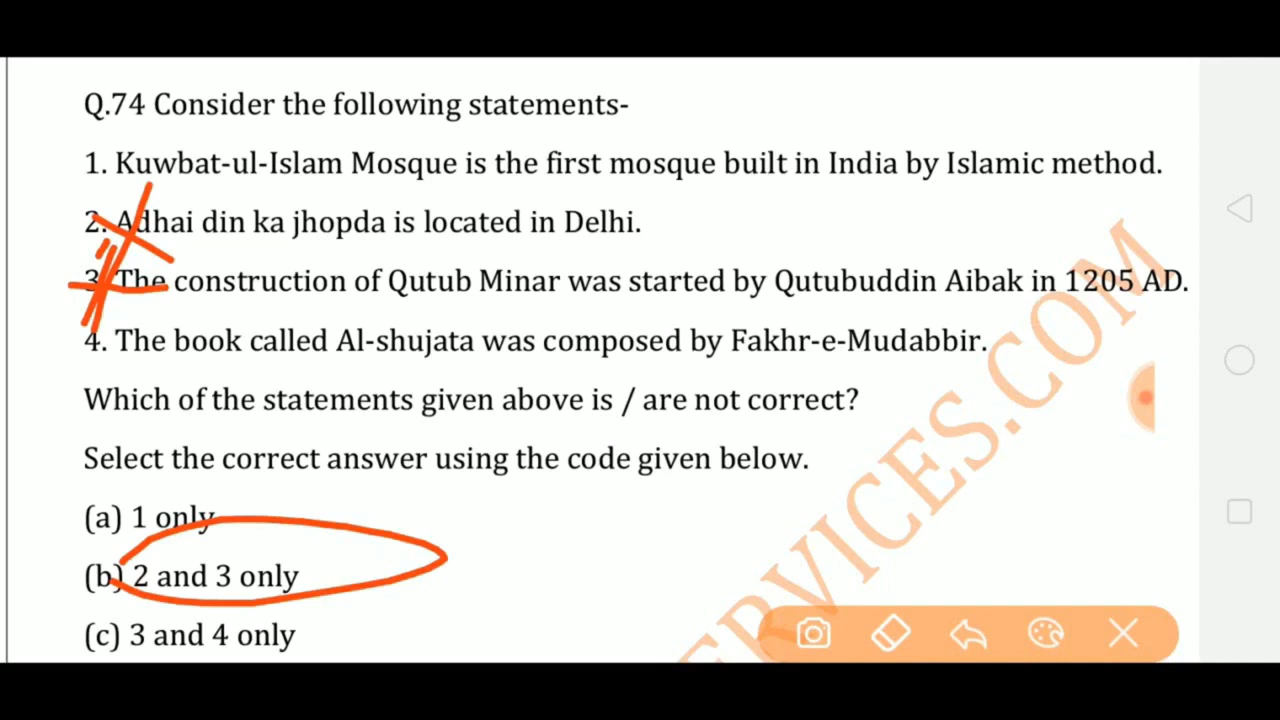 Q.74 Consider the following statements-
1. Kuwbat-ul-Islam Mosque is the first mosque built in India by Islamic method.
2. Adhai din ka jhopda is located in Delhi.
3. The construction of Qutub Minar was started by Qutubuddin Aibak in 1205 AD.
4. The book called Al-shujata was composed by Fakhr-e-Mudabbir.
Which of the statements given above is / are not correct?
Select the correct answer using the code given below.
(a) 1 only
(b) 2 and 3 only
(c) 3 and 4 only
ERVICES.COM